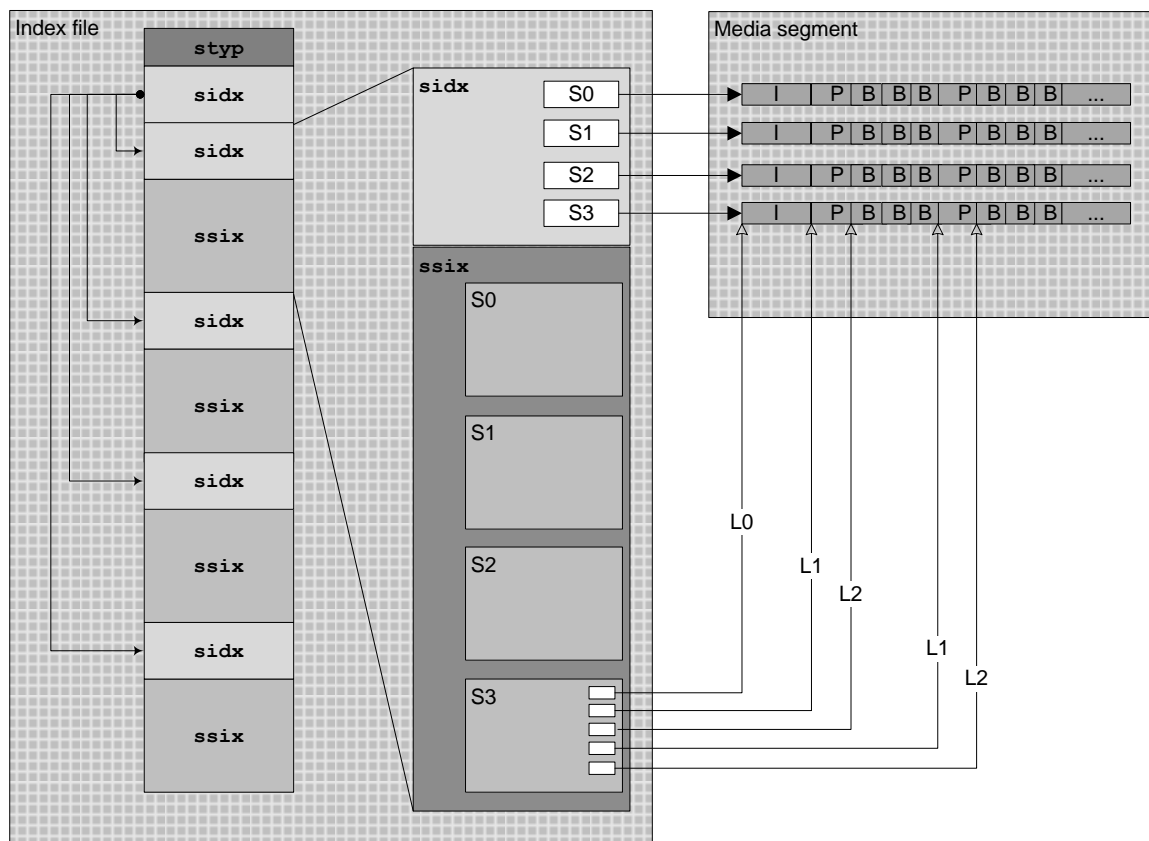 Index file
styp
sidx
sidx
ssix
sidx
ssix
sidx
ssix
sidx
ssix
sidx
S0
S1
S2
S3
ssix
S0
S1
S2
S3
Media segment
I P B B B P B B B ...
I P B B B P B B B ...
I P B B B P B B B ...
I P B B B P B B B ...
L0
L1
L2
L1
L2